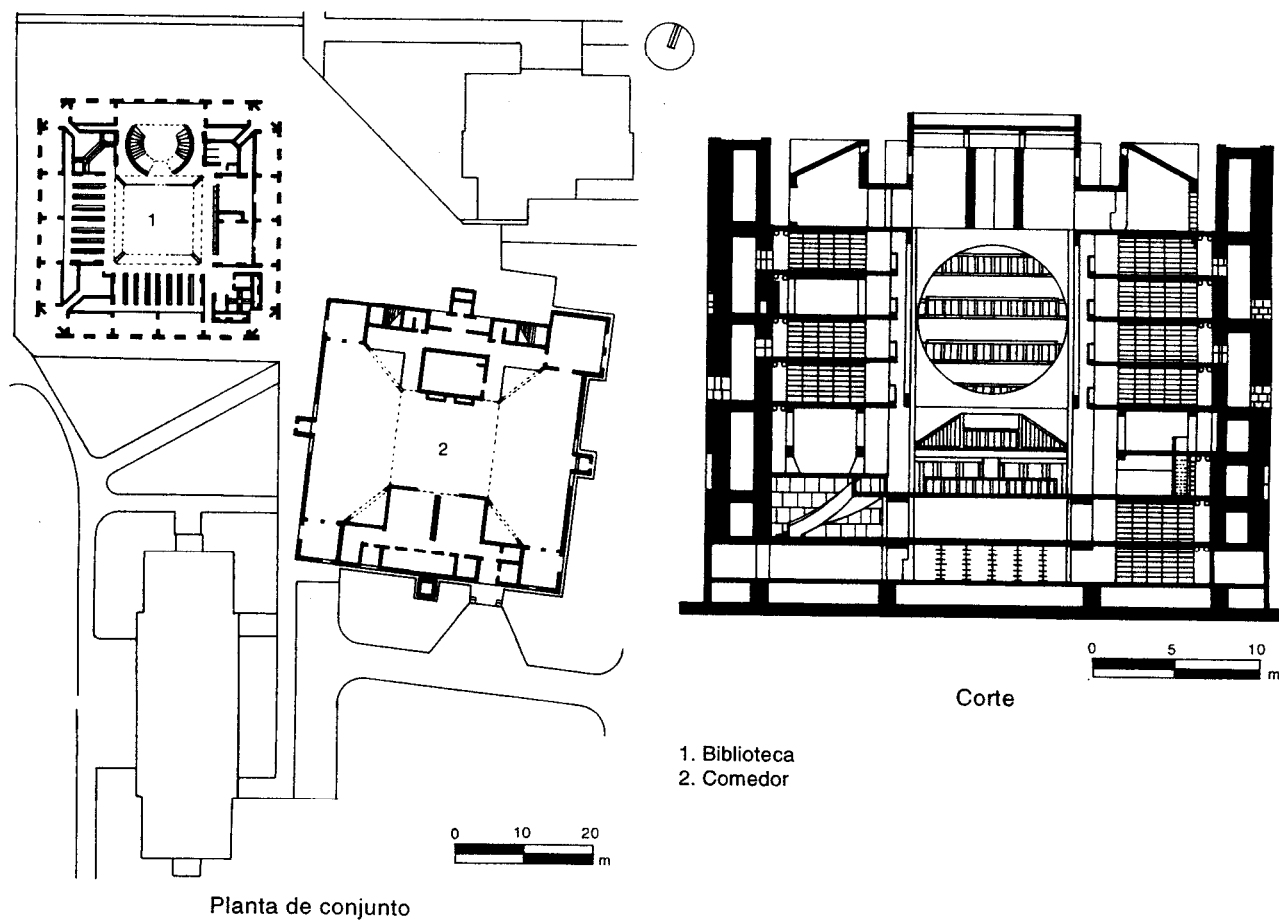 1
2
0 10 20
m
Planta de conjunto
0 5 10
m
Corte
1. Biblioteca
2. Comedor